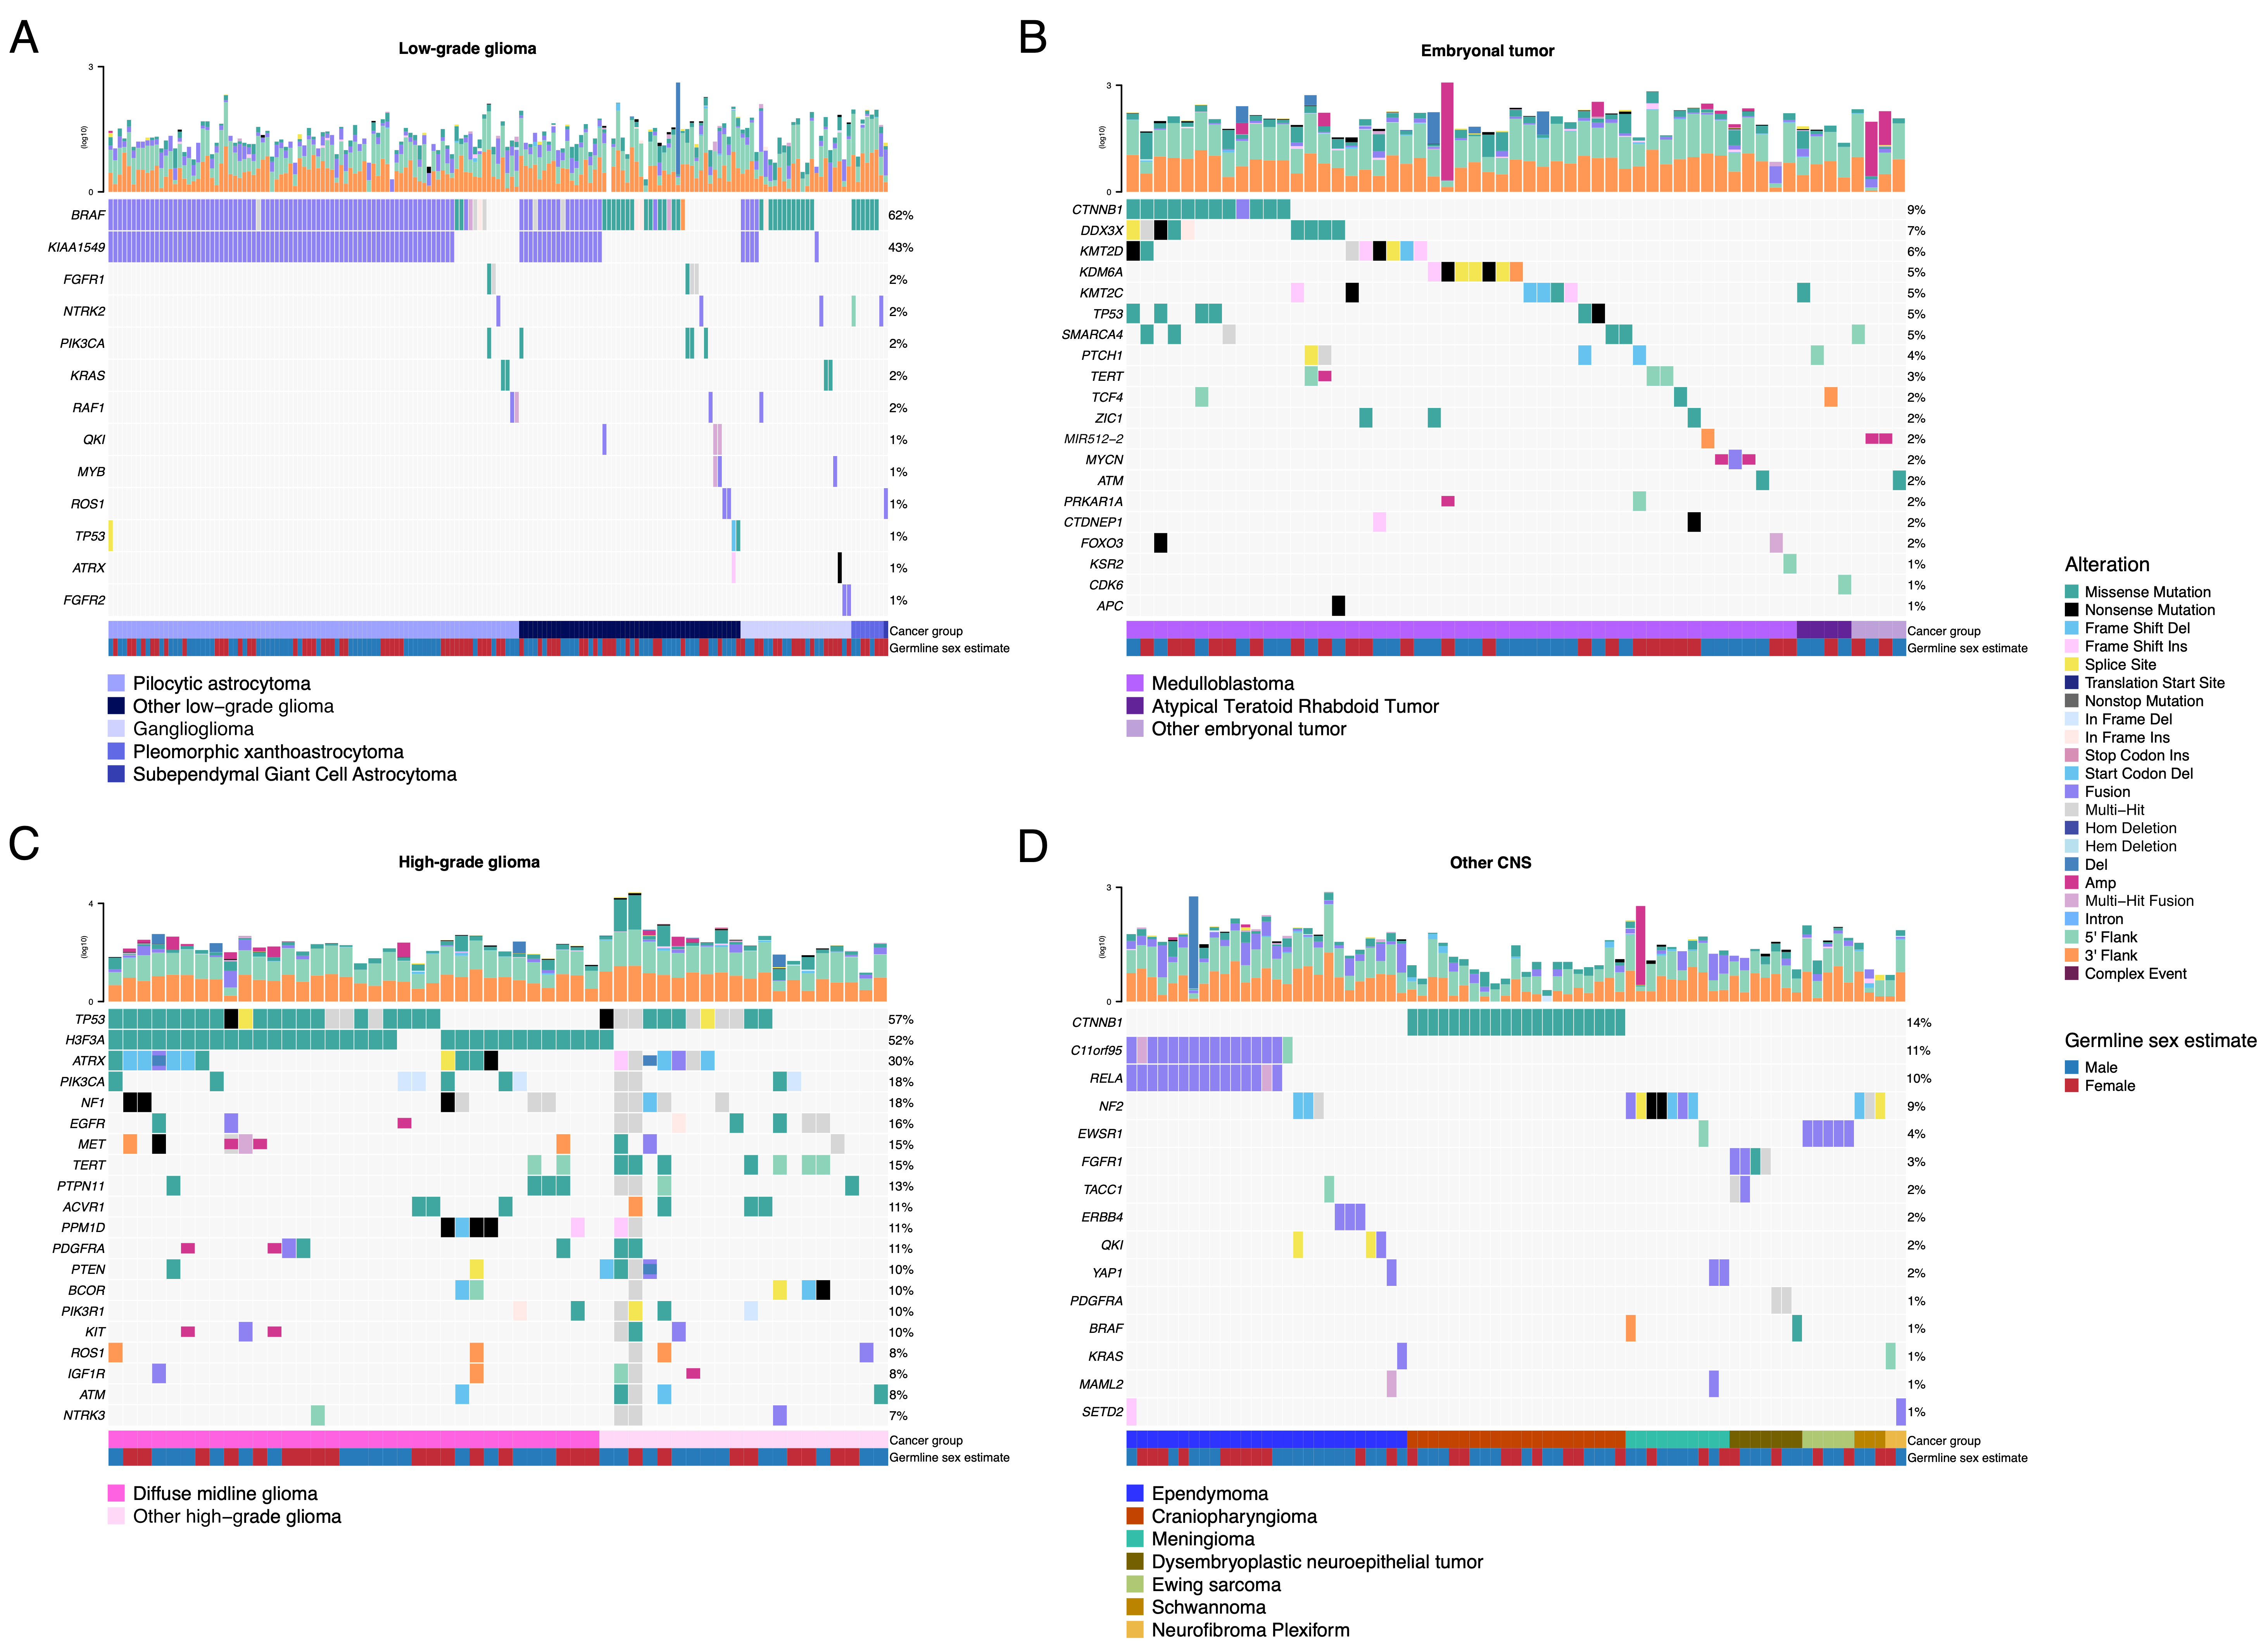 A
Low-grade glioma
3
(log10)
0
BRAF 62%
KIAA1549 43%
FGFR1 2%
NTRK2 2%
PIK3CA 2%
KRAS 2%
RAF1 2%
QKI 1%
MYB 1%
ROS1 1%
TP53 1%
ATRX 1%
FGFR2 1%
Cancer group
Germline sex estimate
Pilocytic astrocytoma
Other low−grade glioma
Ganglioglioma
Pleomorphic xanthoastrocytoma
Subependymal Giant Cell Astrocytoma
B
Embryonal tumor
3
(log10)
0
CTNNB1 9%
DDX3X 7%
KMT2D 6%
KDM6A 5%
KMT2C 5%
TP53 5%
SMARCA4 5%
PTCH1 4%
TERT 3%
TCF4 2%
ZIC1 2%
MIR512−2 2%
MYCN 2%
ATM 2%
PRKAR1A 2%
CTDNEP1 2%
FOXO3 2%
KSR2 1%
CDK6 1%
APC 1%
Cancer group
Germline sex estimate
Medulloblastoma
Atypical Teratoid Rhabdoid Tumor
Other embryonal tumor
C
High-grade glioma
4
(log10)
0
TP53 57%
H3F3A 52%
ATRX 30%
PIK3CA 18%
NF1 18%
EGFR 16%
MET 15%
TERT 15%
PTPN11 13%
ACVR1 11%
PPM1D 11%
PDGFRA 11%
PTEN 10%
BCOR 10%
PIK3R1 10%
KIT 10%
ROS1 8%
IGF1R 8%
ATM 8%
NTRK3 7%
Cancer group
Germline sex estimate
Diffuse midline glioma
Other high−grade glioma
D
Other CNS
3
(log10)
0
CTNNB1 14%
C11orf95 11%
RELA 10%
NF2 9%
EWSR1 4%
FGFR1 3%
TACC1 2%
ERBB4 2%
QKI 2%
YAP1 2%
PDGFRA 1%
BRAF 1%
KRAS 1%
MAML2 1%
SETD2 1%
Cancer group
Germline sex estimate
Ependymoma
Craniopharyngioma
Meningioma
Dysembryoplastic neuroepithelial tumor
Ewing sarcoma
Schwannoma
Neurofibroma Plexiform
Alteration
Missense Mutation
Nonsense Mutation
Frame Shift Del
Frame Shift Ins
Splice Site
Translation Start Site
Nonstop Mutation
In Frame Del
In Frame Ins
Stop Codon Ins
Start Codon Del
Fusion
Multi−Hit
Hom Deletion
Hem Deletion
Del
Amp
Multi−Hit Fusion
Intron
5' Flank
3' Flank
Complex Event
Germline sex estimate
Male
Female